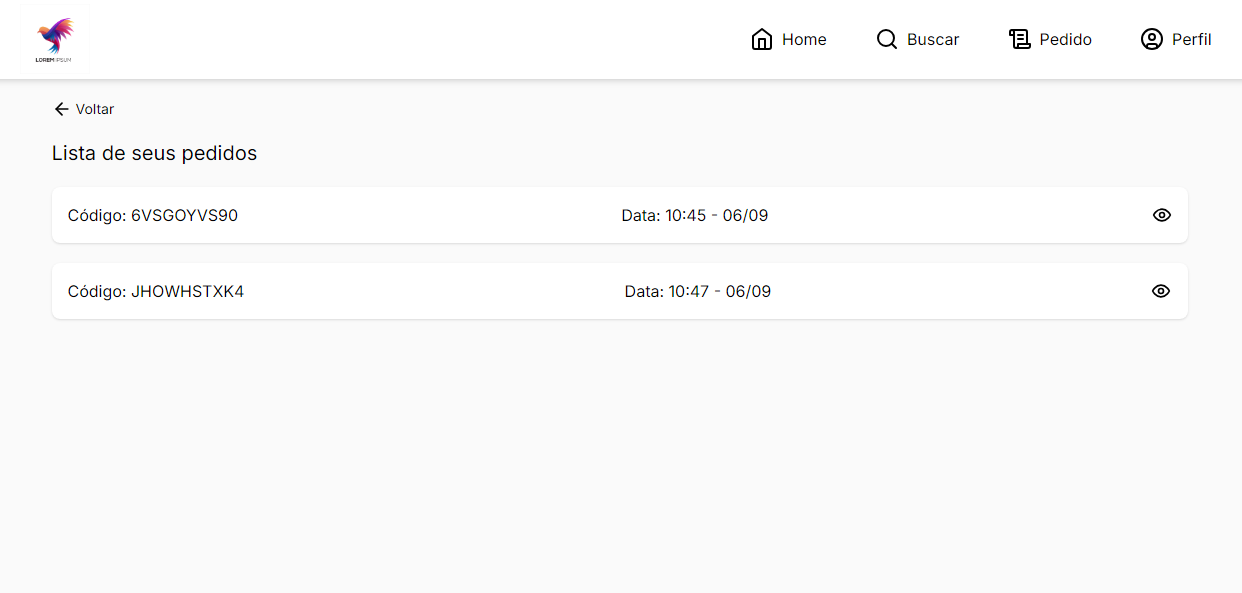 LOREM IPSUM
Home
Buscar
Pedido
Perfil
Voltar
Lista de seus pedidos
Código: 6VSGOYVS90
Data: 10:45 - 06/09
Código: JHOWHSTXK4
Data: 10:47 - 06/09